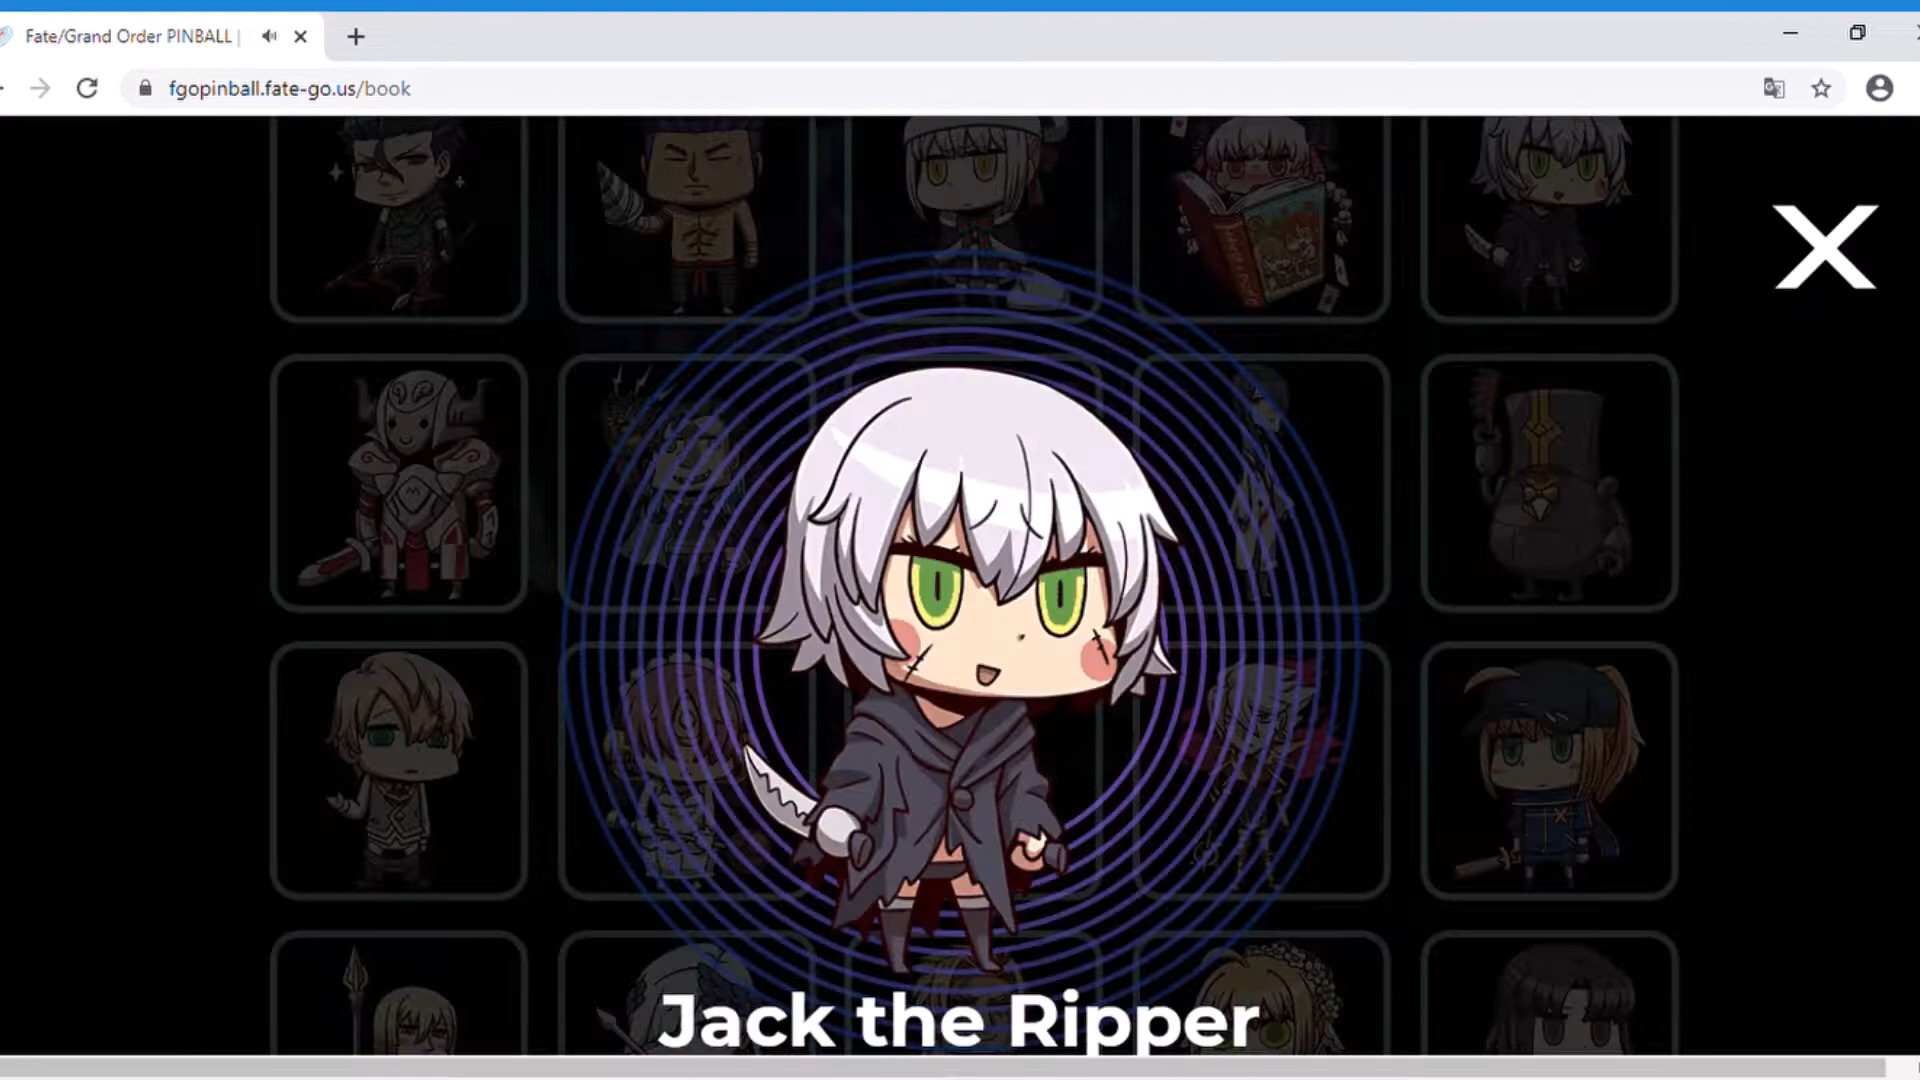 Fate/Grand Order PINBALL |
fgopinball.fate-go.us/book
Jack the Ripper